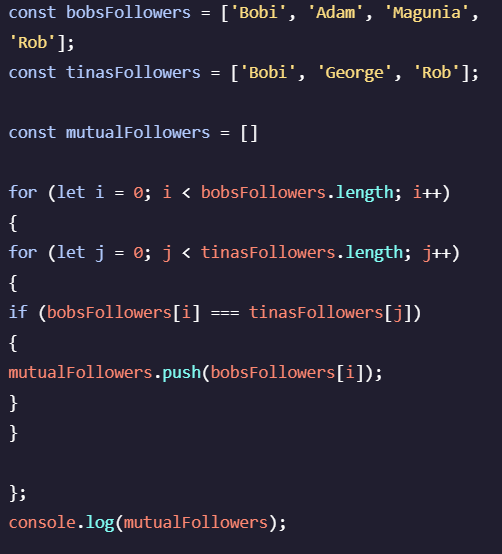 const bobsFollowers = ['Bobi', 'Adam', 'Magunia',
'Rob'];
const tinasFollowers = ['Bobi', 'George', 'Rob'];
const mutualFollowers = []
for (let i = 0; i < bobsFollowers.length; i++)
{
for (let j = 0; j < tinasFollowers.length; j++)
{
if (bobsFollowers[i] === tinasFollowers[j])
{
mutualFollowers.push(bobsFollowers[i]);
}
}
};
console.log(mutualFollowers);